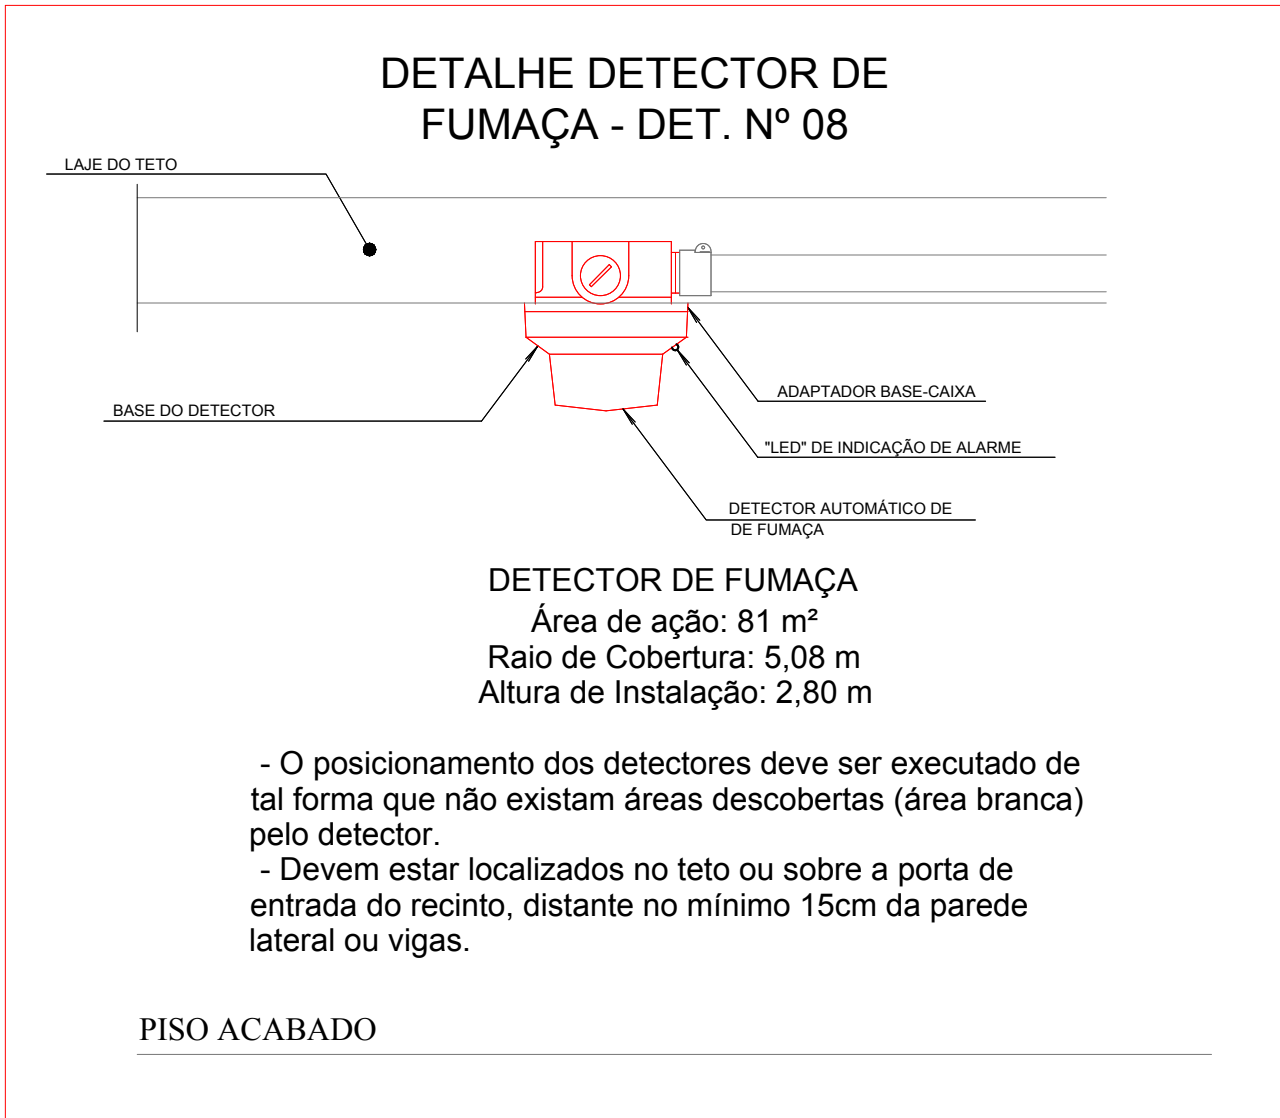 DETALHE DETECTOR DE
FUMAÇA - DET. Nº 08
LAJE DO TETO
ADAPTADOR BASE-CAIXA
BASE DO DETECTOR
"LED" DE INDICAÇÃO DE ALARME
DETECTOR AUTOMÁTICO DE
DE FUMAÇA
DETECTOR DE FUMAÇA
Área de ação: 81 m²
Raio de Cobertura: 5,08 m
Altura de Instalação: 2,80 m
- O posicionamento dos detectores deve ser executado de
tal forma que não existam áreas descobertas (área branca)
pelo detector.
- Devem estar localizados no teto ou sobre a porta de
entrada do recinto, distante no mínimo 15cm da parede
lateral ou vigas.
PISO ACABADO